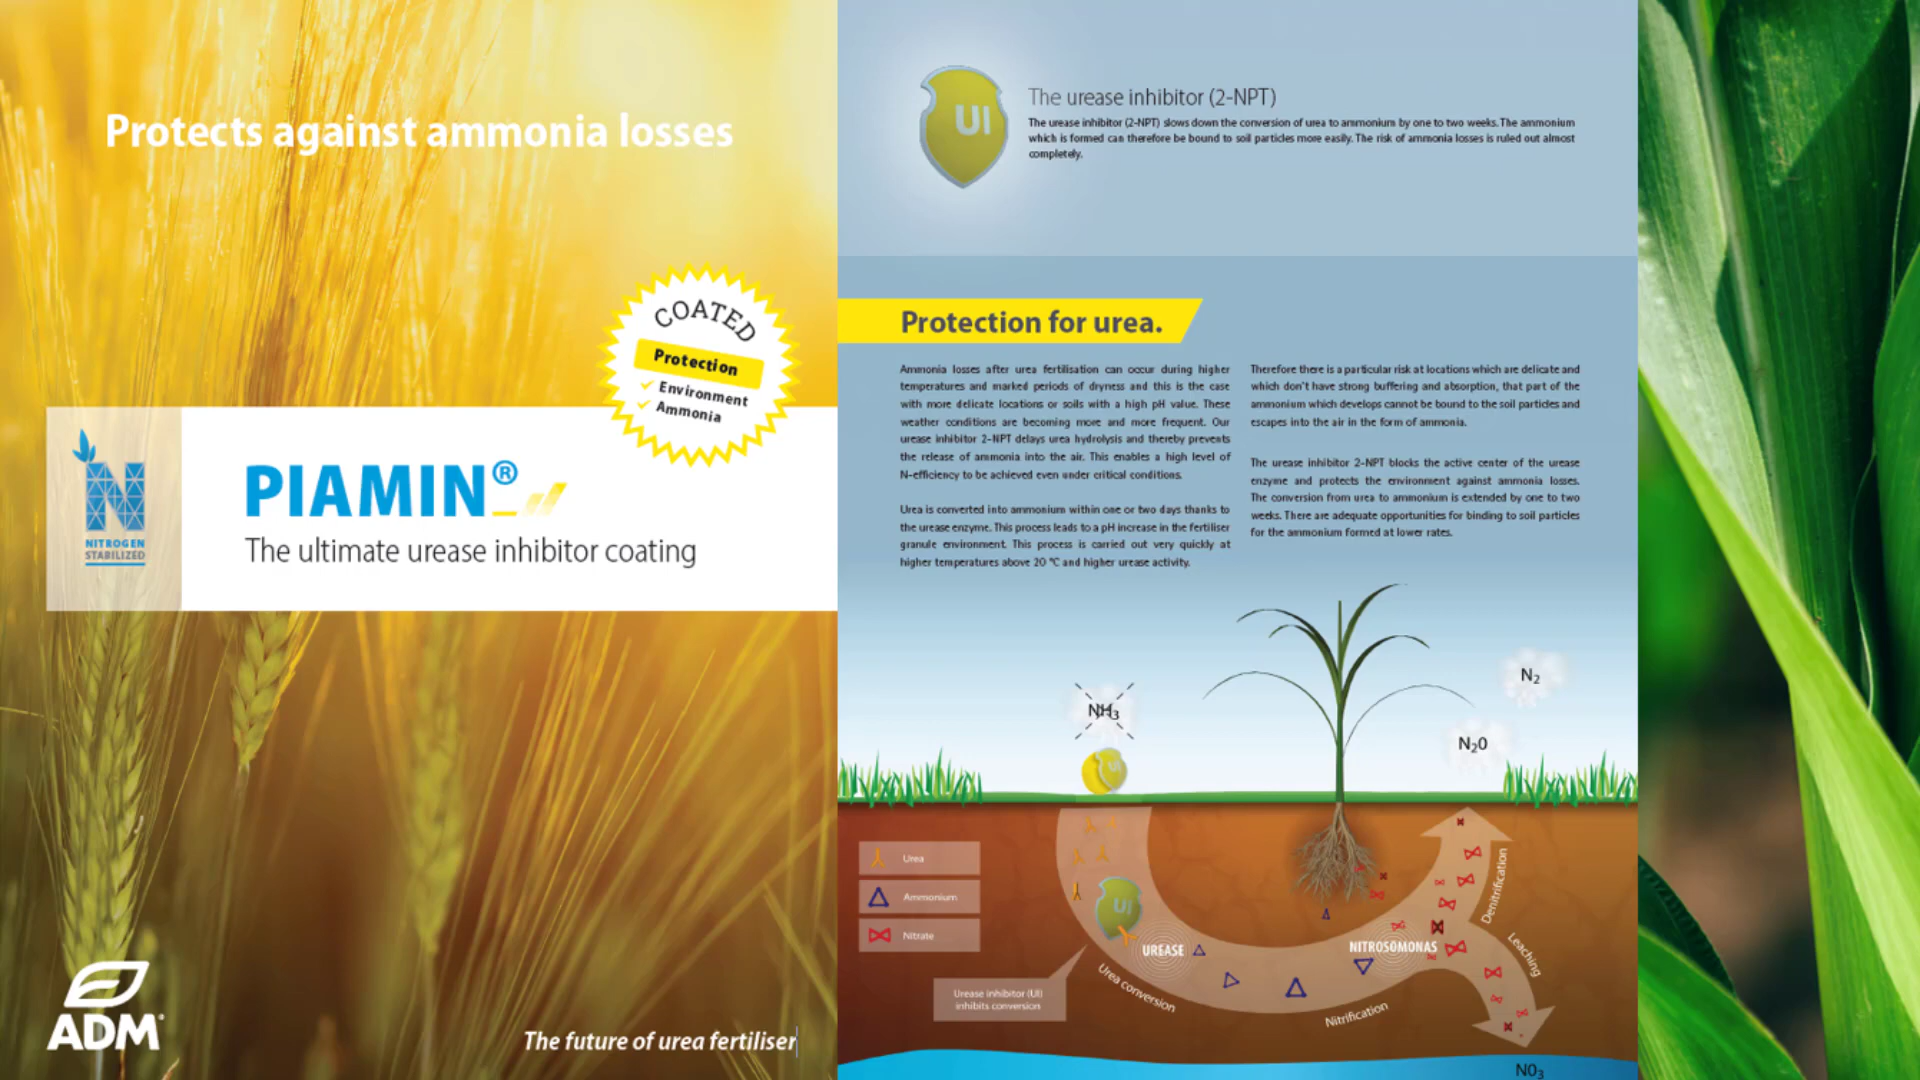 Protects against ammonia losses
COATED
Protection
Environment
Ammonia
NITROGEN
STABILIZED
PIAMIN®
The ultimate urease inhibitor coating
ADM
The future of urea fertiliser
UI
The urease inhibitor (2-NPT)
The urease inhibitor (2-NPT) slows down the conversion of urea to ammonium by one to two weeks. The ammonium
which is formed can therefore be bound to soil particles more easily. The risk of ammonia losses is ruled out almost
completely.
Protection for urea.
Ammonia losses after urea fertilisation can occur during higher
temperatures and marked periods of dryness and this is the case
with more delicate locations or soils with a high pH value. These
weather conditions are becoming more and more frequent. Our
urease inhibitor 2-NPT delays urea hydrolysis and thereby prevents
the release of ammonia into the air. This enables a high level of
N-efficiency to be achieved even under critical conditions.
Urea is converted into ammonium within one or two days thanks to
the urease enzyme. This process leads to a pH increase in the fertiliser
granule environment. This process is carried out very quickly at
higher temperatures above 20 °C and higher urease activity.
Therefore there is a particular risk at locations which are delicate and
which don't have strong buffering and absorption, that part of the
ammonium which develops cannot be bound to the soil particles and
escapes into the air in the form of ammonia.
The urease inhibitor 2-NPT blocks the active center of the urease
enzyme and protects the environment against ammonia losses.
The conversion from urea to ammonium is extended by one to two
weeks. There are adequate opportunities for binding to soil particles
for the ammonium formed at lower rates.
NH3
UI
N2
N20
Urea
Ammonium
Nitrate
UI
UREASE
NITROSOMONAS
Denitrification
Leaching
Urease inhibitor (UI)
inhibits conversion
Urea conversion
Nitrification
N03